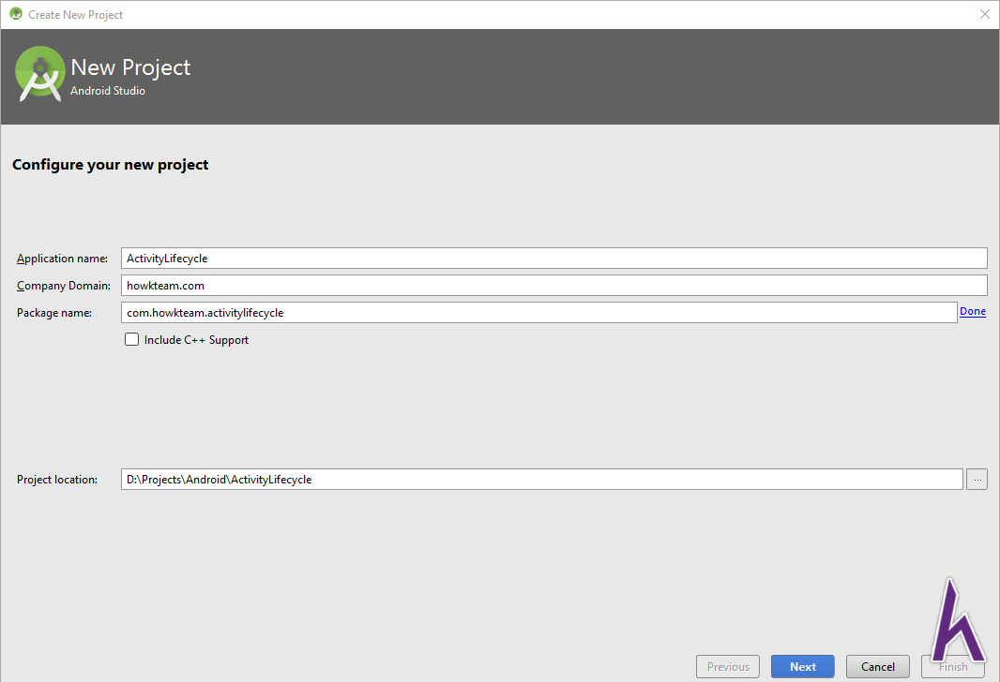 Create New Project
New Project
Android Studio
Configure your new project
Application name: ActivityLifecycle
Company Domain: howkteam.com
Package name: com.howkteam.activitylifecycle Done
Include C++ Support
Project location: D:\Projects\Android\ActivityLifecycle ...
Previous Next Cancel Finish